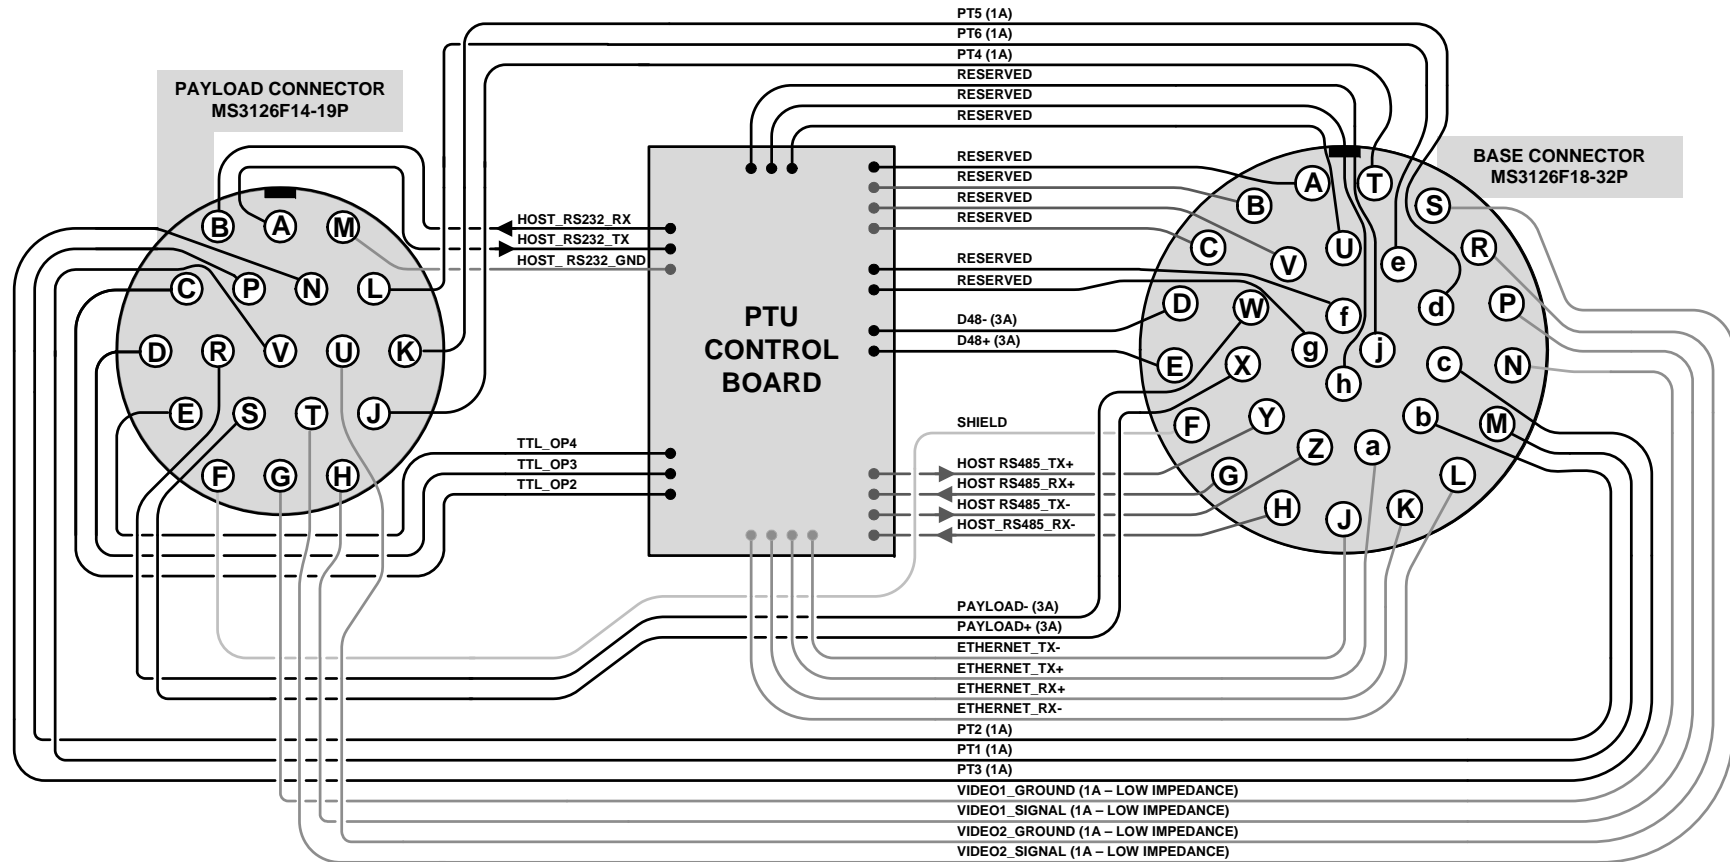 PT5 (1A)
PT6 (1A)
PT4 (1A)
RESERVED
RESERVED
RESERVED
PAYLOAD CONNECTOR
MS3126F14-19P
BASE CONNECTOR
MS3126F18-32P
B
A
M
C
P
N
L
D
R
V
U
K
E
S
T
J
F
G
H
HOST_RS232_RX
HOST_RS232_TX
HOST_ RS232_GND
TTL_OP4
TTL_OP3
TTL_OP2
PTU
CONTROL
BOARD
RESERVED
RESERVED
RESERVED
RESERVED
RESERVED
RESERVED
D48- (3A)
D48+ (3A)
SHIELD
HOST RS485_TX+
HOST RS485_RX+
HOST RS485_TX-
HOST_RS485_RX-
A
T
B
S
C
V
U
e
R
D
W
f
d
P
E
X
g
j
c
N
h
F
Y
b
M
Z
a
G
L
H
J
K
PAYLOAD- (3A)
PAYLOAD+ (3A)
ETHERNET_TX-
ETHERNET_TX+
ETHERNET_RX+
ETHERNET_RX-
PT2 (1A)
PT1 (1A)
PT3 (1A)
VIDEO1_GROUND (1A – LOW IMPEDANCE)
VIDEO1_SIGNAL (1A – LOW IMPEDANCE)
VIDEO2_GROUND (1A – LOW IMPEDANCE)
VIDEO2_SIGNAL (1A – LOW IMPEDANCE)